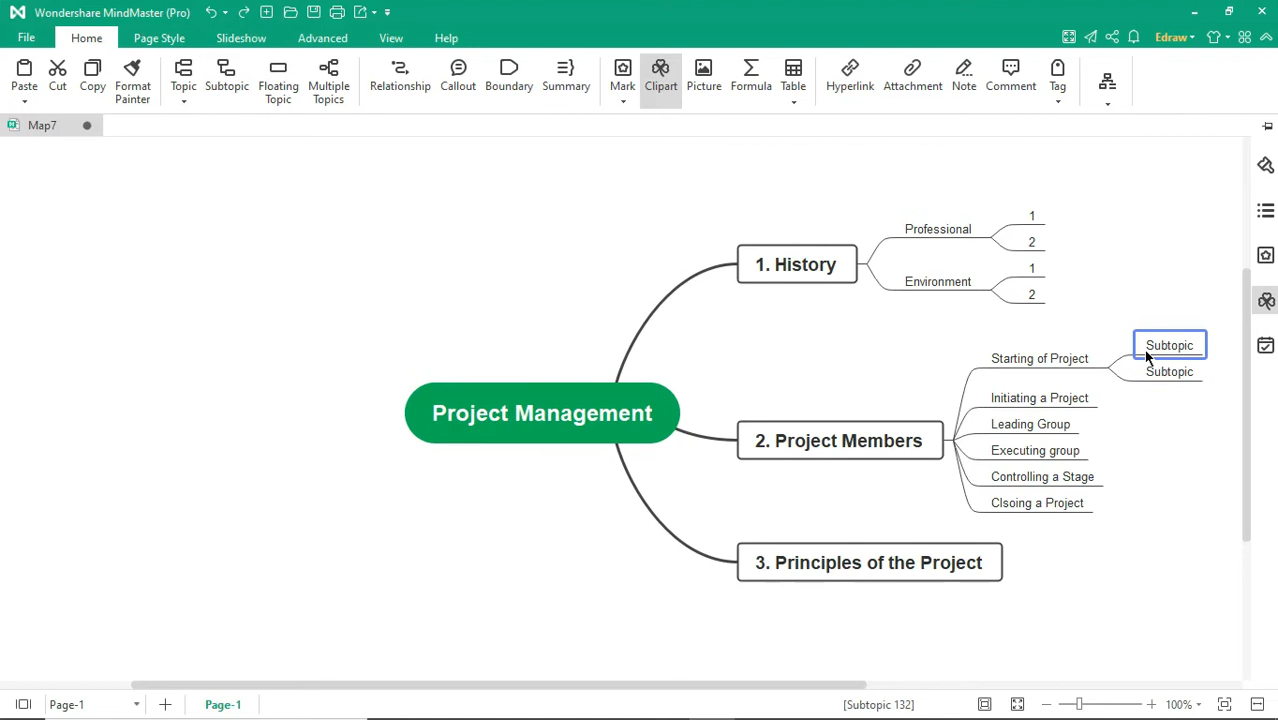 Wondershare MindMaster (Pro)
File Home Page Style Slideshow Advanced View Help Edraw
Paste Cut Copy Format Painter Topic Subtopic Floating Topic Multiple Topics Relationship Callout Boundary Summary Mark Clipart Picture Formula Table Hyperlink Attachment Note Comment Tag
Map7
1
Professional
2
1. History
1
Environment
2
Subtopic
Starting of Project
Subtopic
Initiating a Project
Project Management
Leading Group
2. Project Members
Executing group
Controlling a Stage
Clsoing a Project
3. Principles of the Project
Page-1 Page-1 [Subtopic 132] 100%